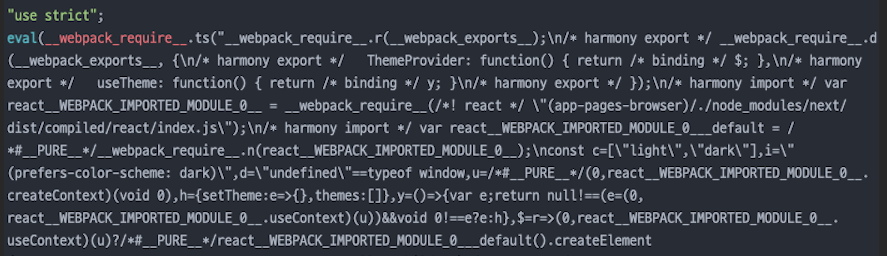 "use strict";
eval(__webpack_require__.ts("__webpack_require__.r(__webpack_exports__);\n/* harmony export */ __webpack_require__.d
(__webpack_exports__, {\n/* harmony export */   ThemeProvider: function() { return /* binding */ $; },\n/* harmony
export */   useTheme: function() { return /* binding */ y; }\n/* harmony export */ });\n/* harmony import */ var
react__WEBPACK_IMPORTED_MODULE_0__ = __webpack_require__(/*! react */ \"(app-pages-browser)/./node_modules/next/
dist/compiled/react/index.js\");\n/* harmony import */ var react__WEBPACK_IMPORTED_MODULE_0___default = /
*#__PURE__*/__webpack_require__.n(react__WEBPACK_IMPORTED_MODULE_0__);\nconst c=[\"light\",\"dark\"],i=\"
(prefers-color-scheme: dark)\",d=\"undefined\"==typeof window,u=/*#__PURE__*/(0,react__WEBPACK_IMPORTED_MODULE_0__.
createContext)(void 0),h={setTheme:e=>{},themes:[]},y=()=>{var e;return null!==(e=(0,
react__WEBPACK_IMPORTED_MODULE_0__.useContext)(u))&&void 0!==e?e:h},$=r=>(0,react__WEBPACK_IMPORTED_MODULE_0__.
useContext)(u)?/*#__PURE__*/react__WEBPACK_IMPORTED_MODULE_0___default().createElement